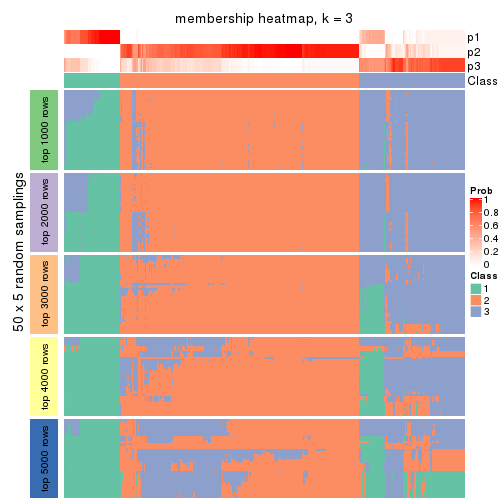 membership heatmap, k = 3
p1
p2
p3
Class
50 x 5 random samplings
top 1000 rows
top 2000 rows
top 3000 rows
top 4000 rows
top 5000 rows
Prob
1
0.8
0.6
0.4
0.2
0
Class
1
2
3